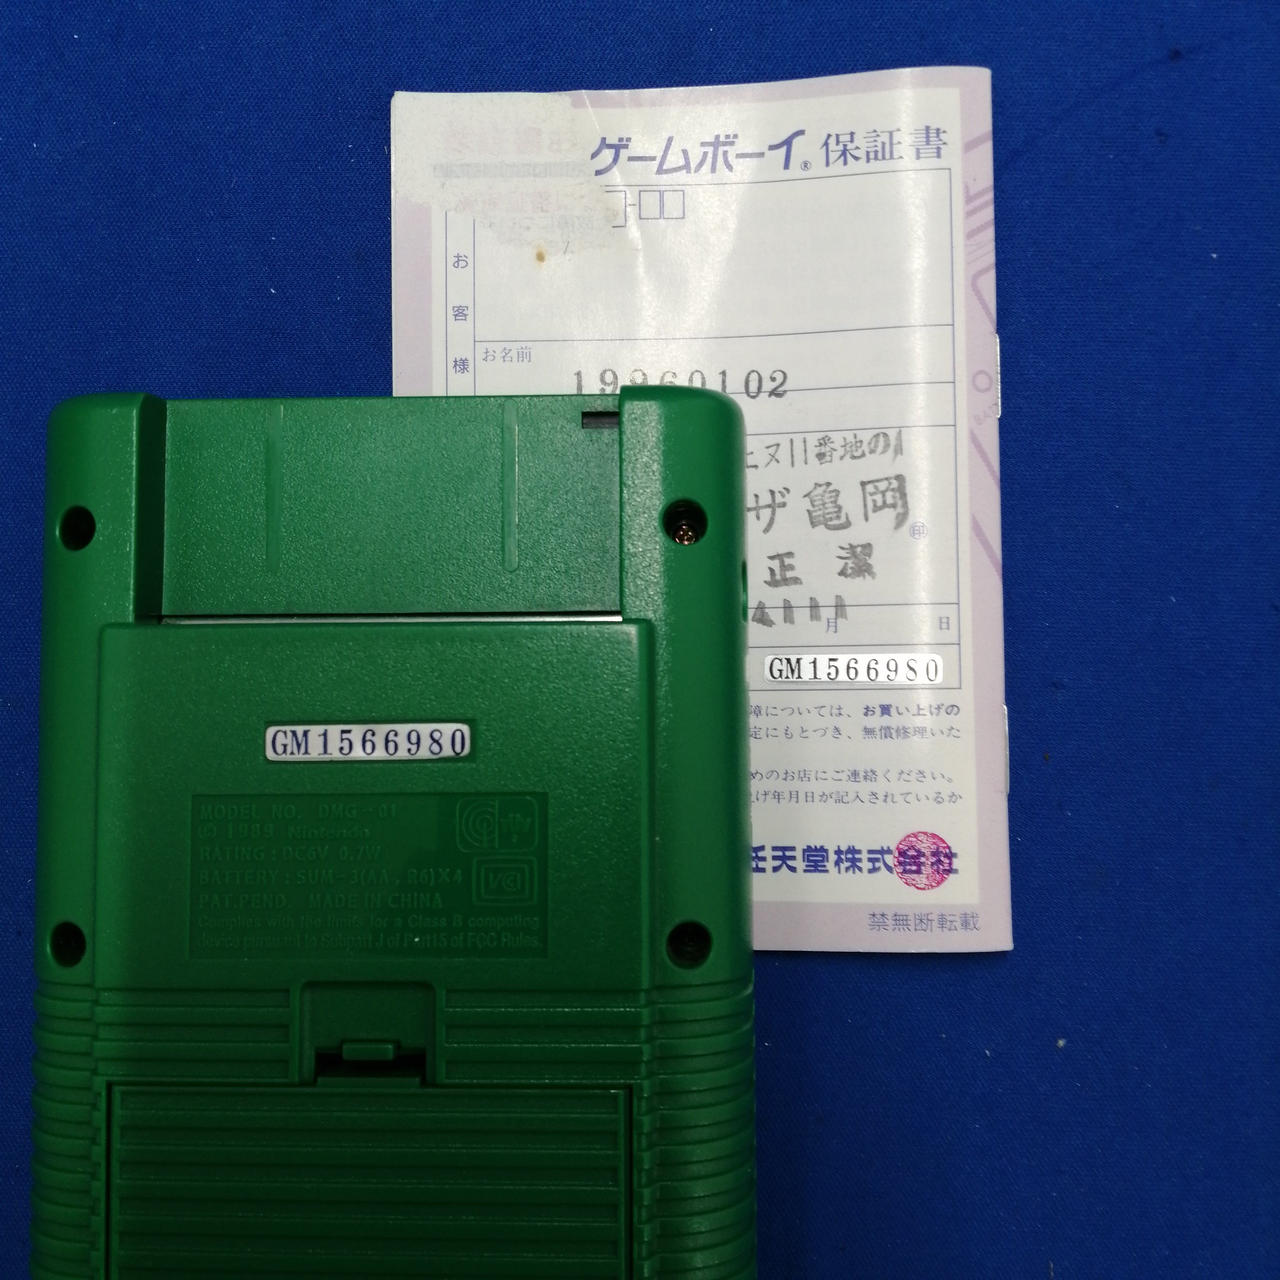 ゲームボーイ® 保証書
お客様
お名前
19960102
ヌ11番地の1
ザ亀岡
印
正潔
4111
月 日
GM1566980
障については、お買い上げの
定にもとづき、無償修理いた
めのお店にご連絡ください。
げ年月日が記入されているか
任天堂株式会社
禁無断転載
GM1566980
MODEL NO. DMG-01
© 1989 Nintendo
RATING : DC6V 0.7W
BATTERY : SUM-3(AA, R6)X4
VCI
PAT.PEND. MADE IN CHINA
Complies with the limits for a Class B computing
device pursuant to Subpart J of Part15 of FCC Rules.